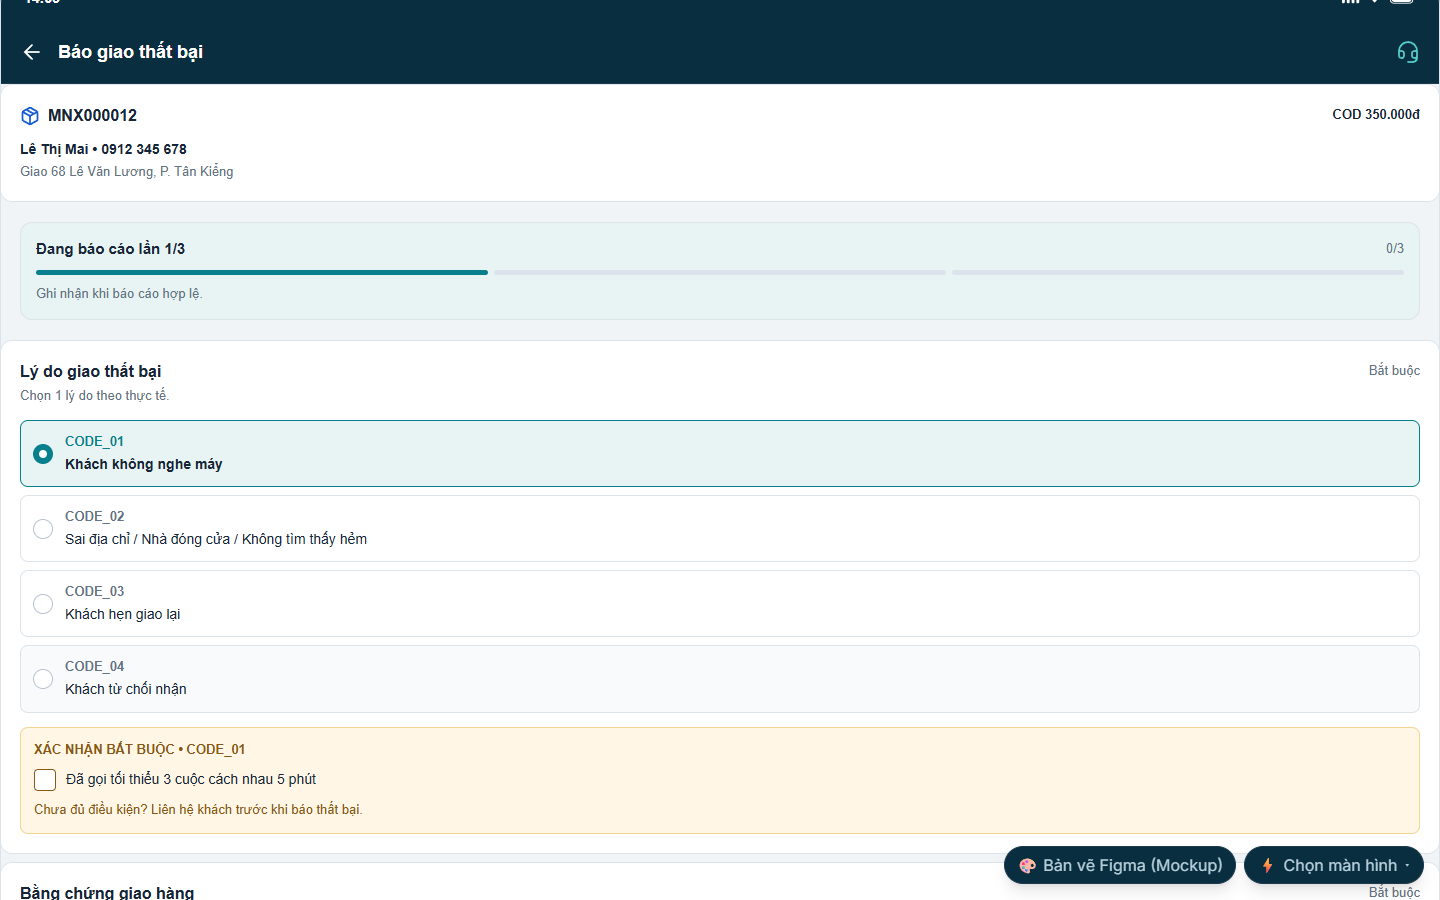 Báo giao thất bại
MNX000012
COD 350.000đ
Lê Thị Mai • 0912 345 678
Giao 68 Lê Văn Lương, P. Tân Kiểng
Đang báo cáo lần 1/3
0/3
Ghi nhận khi báo cáo hợp lệ.
Lý do giao thất bại
Bắt buộc
Chọn 1 lý do theo thực tế.
CODE_01
Khách không nghe máy
CODE_02
Sai địa chỉ / Nhà đóng cửa / Không tìm thấy hẻm
CODE_03
Khách hẹn giao lại
CODE_04
Khách từ chối nhận
XÁC NHẬN BẮT BUỘC • CODE_01
Đã gọi tối thiểu 3 cuộc cách nhau 5 phút
Chưa đủ điều kiện? Liên hệ khách trước khi báo thất bại.
Bản vẽ Figma (Mockup)
Chọn màn hình
Bằng chứng giao hàng
Bắt buộc